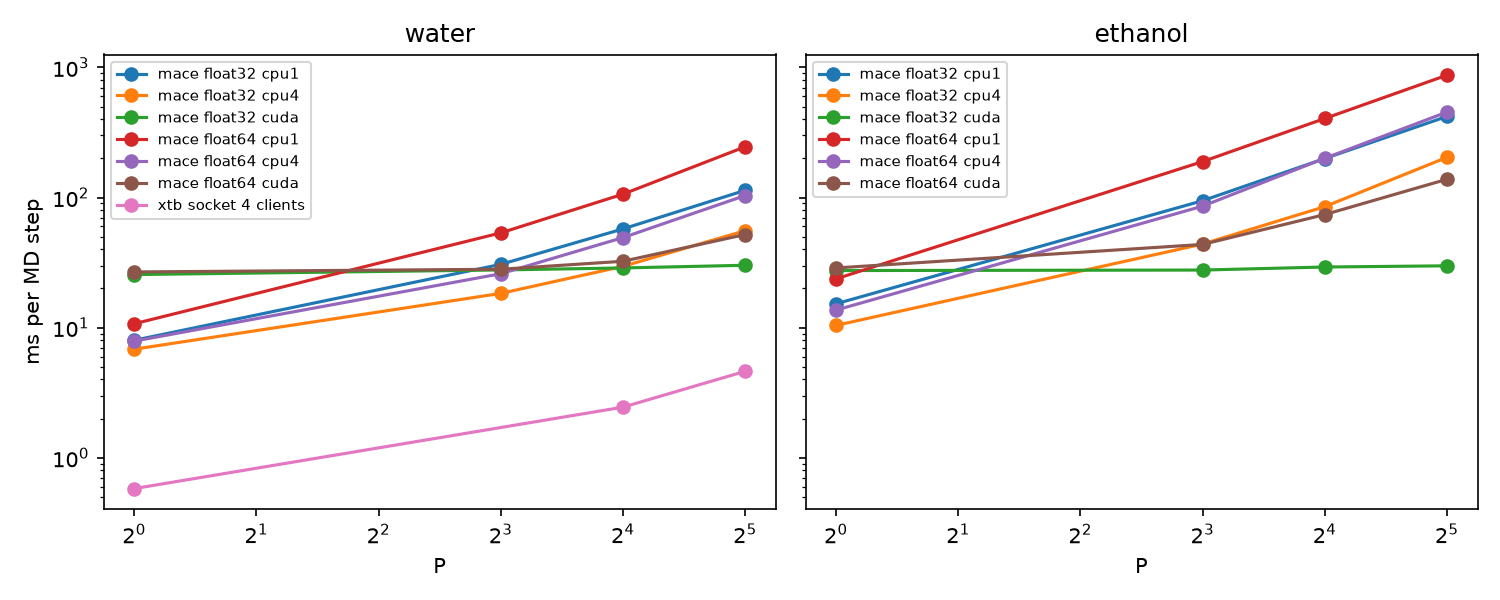 water
ethanol
mace float32 cpu1
mace float32 cpu4
mace float32 cuda
mace float64 cpu1
mace float64 cpu4
mace float64 cuda
xtb socket 4 clients
mace float32 cpu1
mace float32 cpu4
mace float32 cuda
mace float64 cpu1
mace float64 cpu4
mace float64 cuda
ms per MD step
10³
10²
10¹
10⁰
2⁰ 2¹ 2² 2³ 2⁴ 2⁵
2⁰ 2¹ 2² 2³ 2⁴ 2⁵
P
P